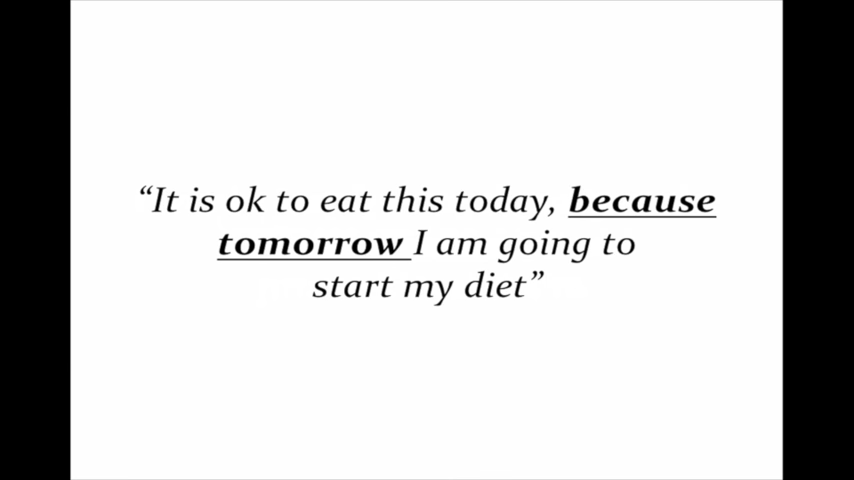 “It is ok to eat this today, because
tomorrow I am going to
start my diet”